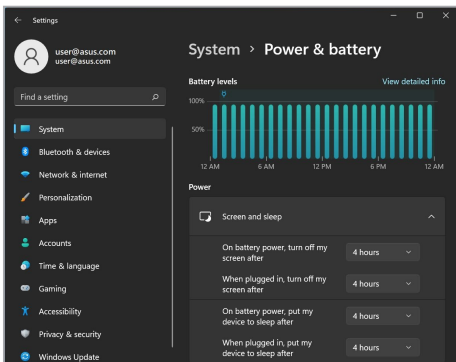 Settings
user@asus.com
user@asus.com
Find a setting
System
Bluetooth & devices
Network & internet
Personalization
Apps
Accounts
Time & language
Gaming
Accessibility
Privacy & security
Windows Update
System > Power & battery
Battery levels
View detailed info
100%
50%
12 AM 6 AM 12 PM 6 PM 12 AM
Power
Screen and sleep
On battery power, turn off my
screen after
4 hours
When plugged in, turn off my
screen after
4 hours
On battery power, put my
device to sleep after
4 hours
When plugged in, put my
device to sleep after
4 hours